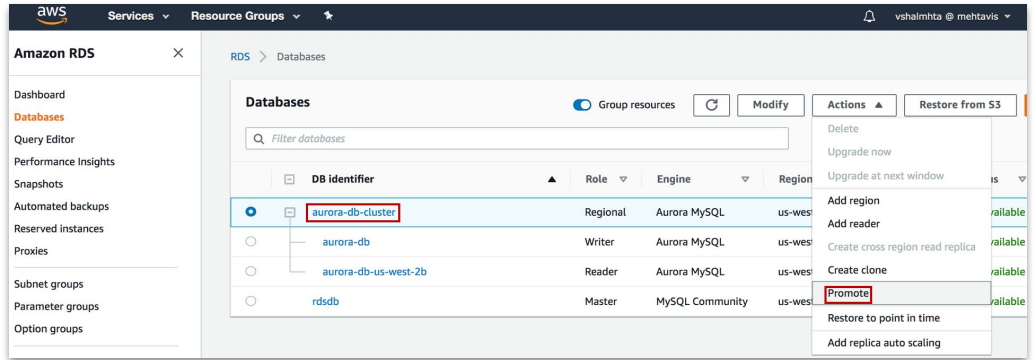 aws
Services
Resource Groups
vshalmhta @ mehtavis
Amazon RDS
RDS > Databases
Dashboard
Databases
Query Editor
Performance Insights
Snapshots
Automated backups
Reserved instances
Proxies
Subnet groups
Parameter groups
Option groups
Databases
Group resources
Modify
Actions
Restore from S3
Filter databases
DB identifier
Role
Engine
Region
aurora-db-cluster
Regional
Aurora MySQL
us-wes
vailable
aurora-db
Writer
Aurora MySQL
us-wes
vailable
aurora-db-us-west-2b
Reader
Aurora MySQL
us-wes
vailable
rdsdb
Master
MySQL Community
us-wes
vailable
Delete
Upgrade now
Upgrade at next window
Add region
Add reader
Create cross region read replica
Create clone
Promote
Restore to point in time
Add replica auto scaling